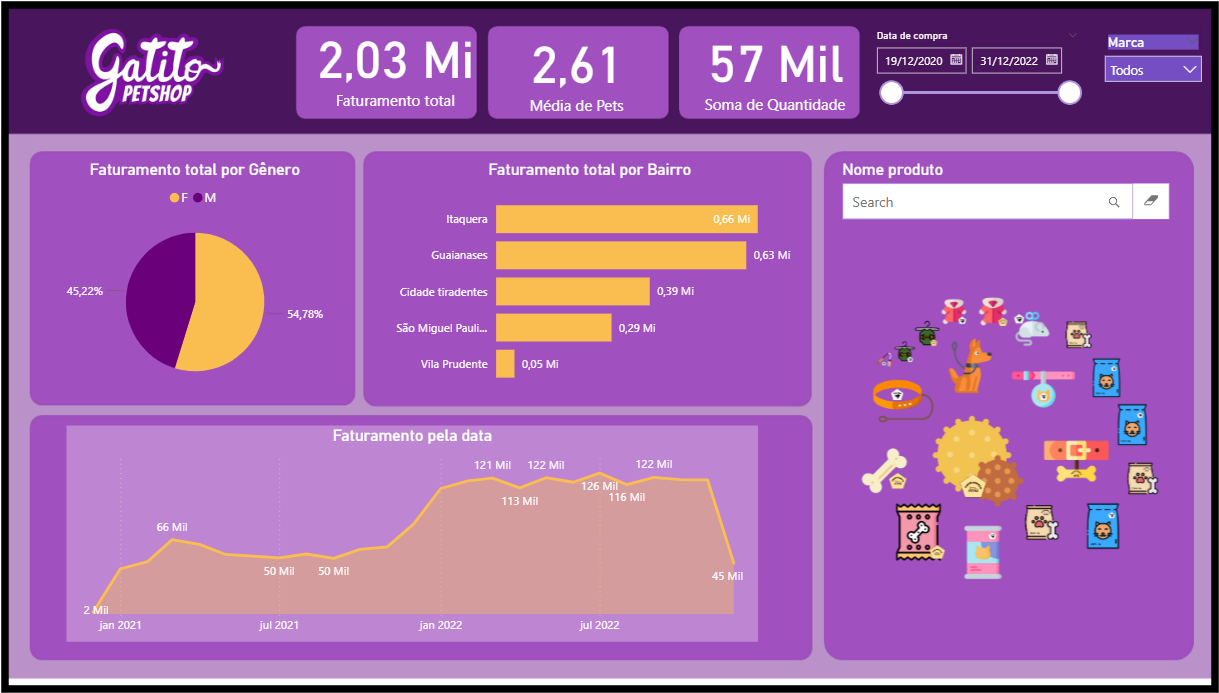 Gatito
PETSHOP
2,03 Mi
Faturamento total
2,61
Média de Pets
57 Mil
Soma de Quantidade
Data de compra
19/12/2020
31/12/2022
Marca
Todos
Faturamento total por Gênero
F M
45,22%
54,78%
Faturamento total por Bairro
Itaquera 0,66 Mi
Guaianases 0,63 Mi
Cidade tiradentes 0,39 Mi
São Miguel Pauli... 0,29 Mi
Vila Prudente 0,05 Mi
Nome produto
Search
Faturamento pela data
121 Mil 122 Mil 122 Mil
126 Mil
113 Mil 116 Mil
66 Mil
50 Mil 50 Mil
45 Mil
2 Mil
jan 2021 jul 2021 jan 2022 jul 2022